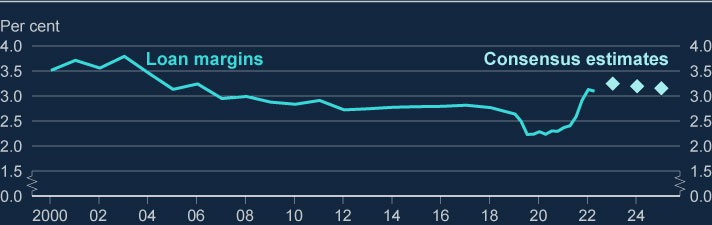 Per cent
4.0 4.0
Loan margins Consensus estimates
3.5 3.5
3.0 3.0
2.5 2.5
2.0 2.0
1.5 1.5
0.0 0.0
2000 02 04 06 08 10 12 14 16 18 20 22 24